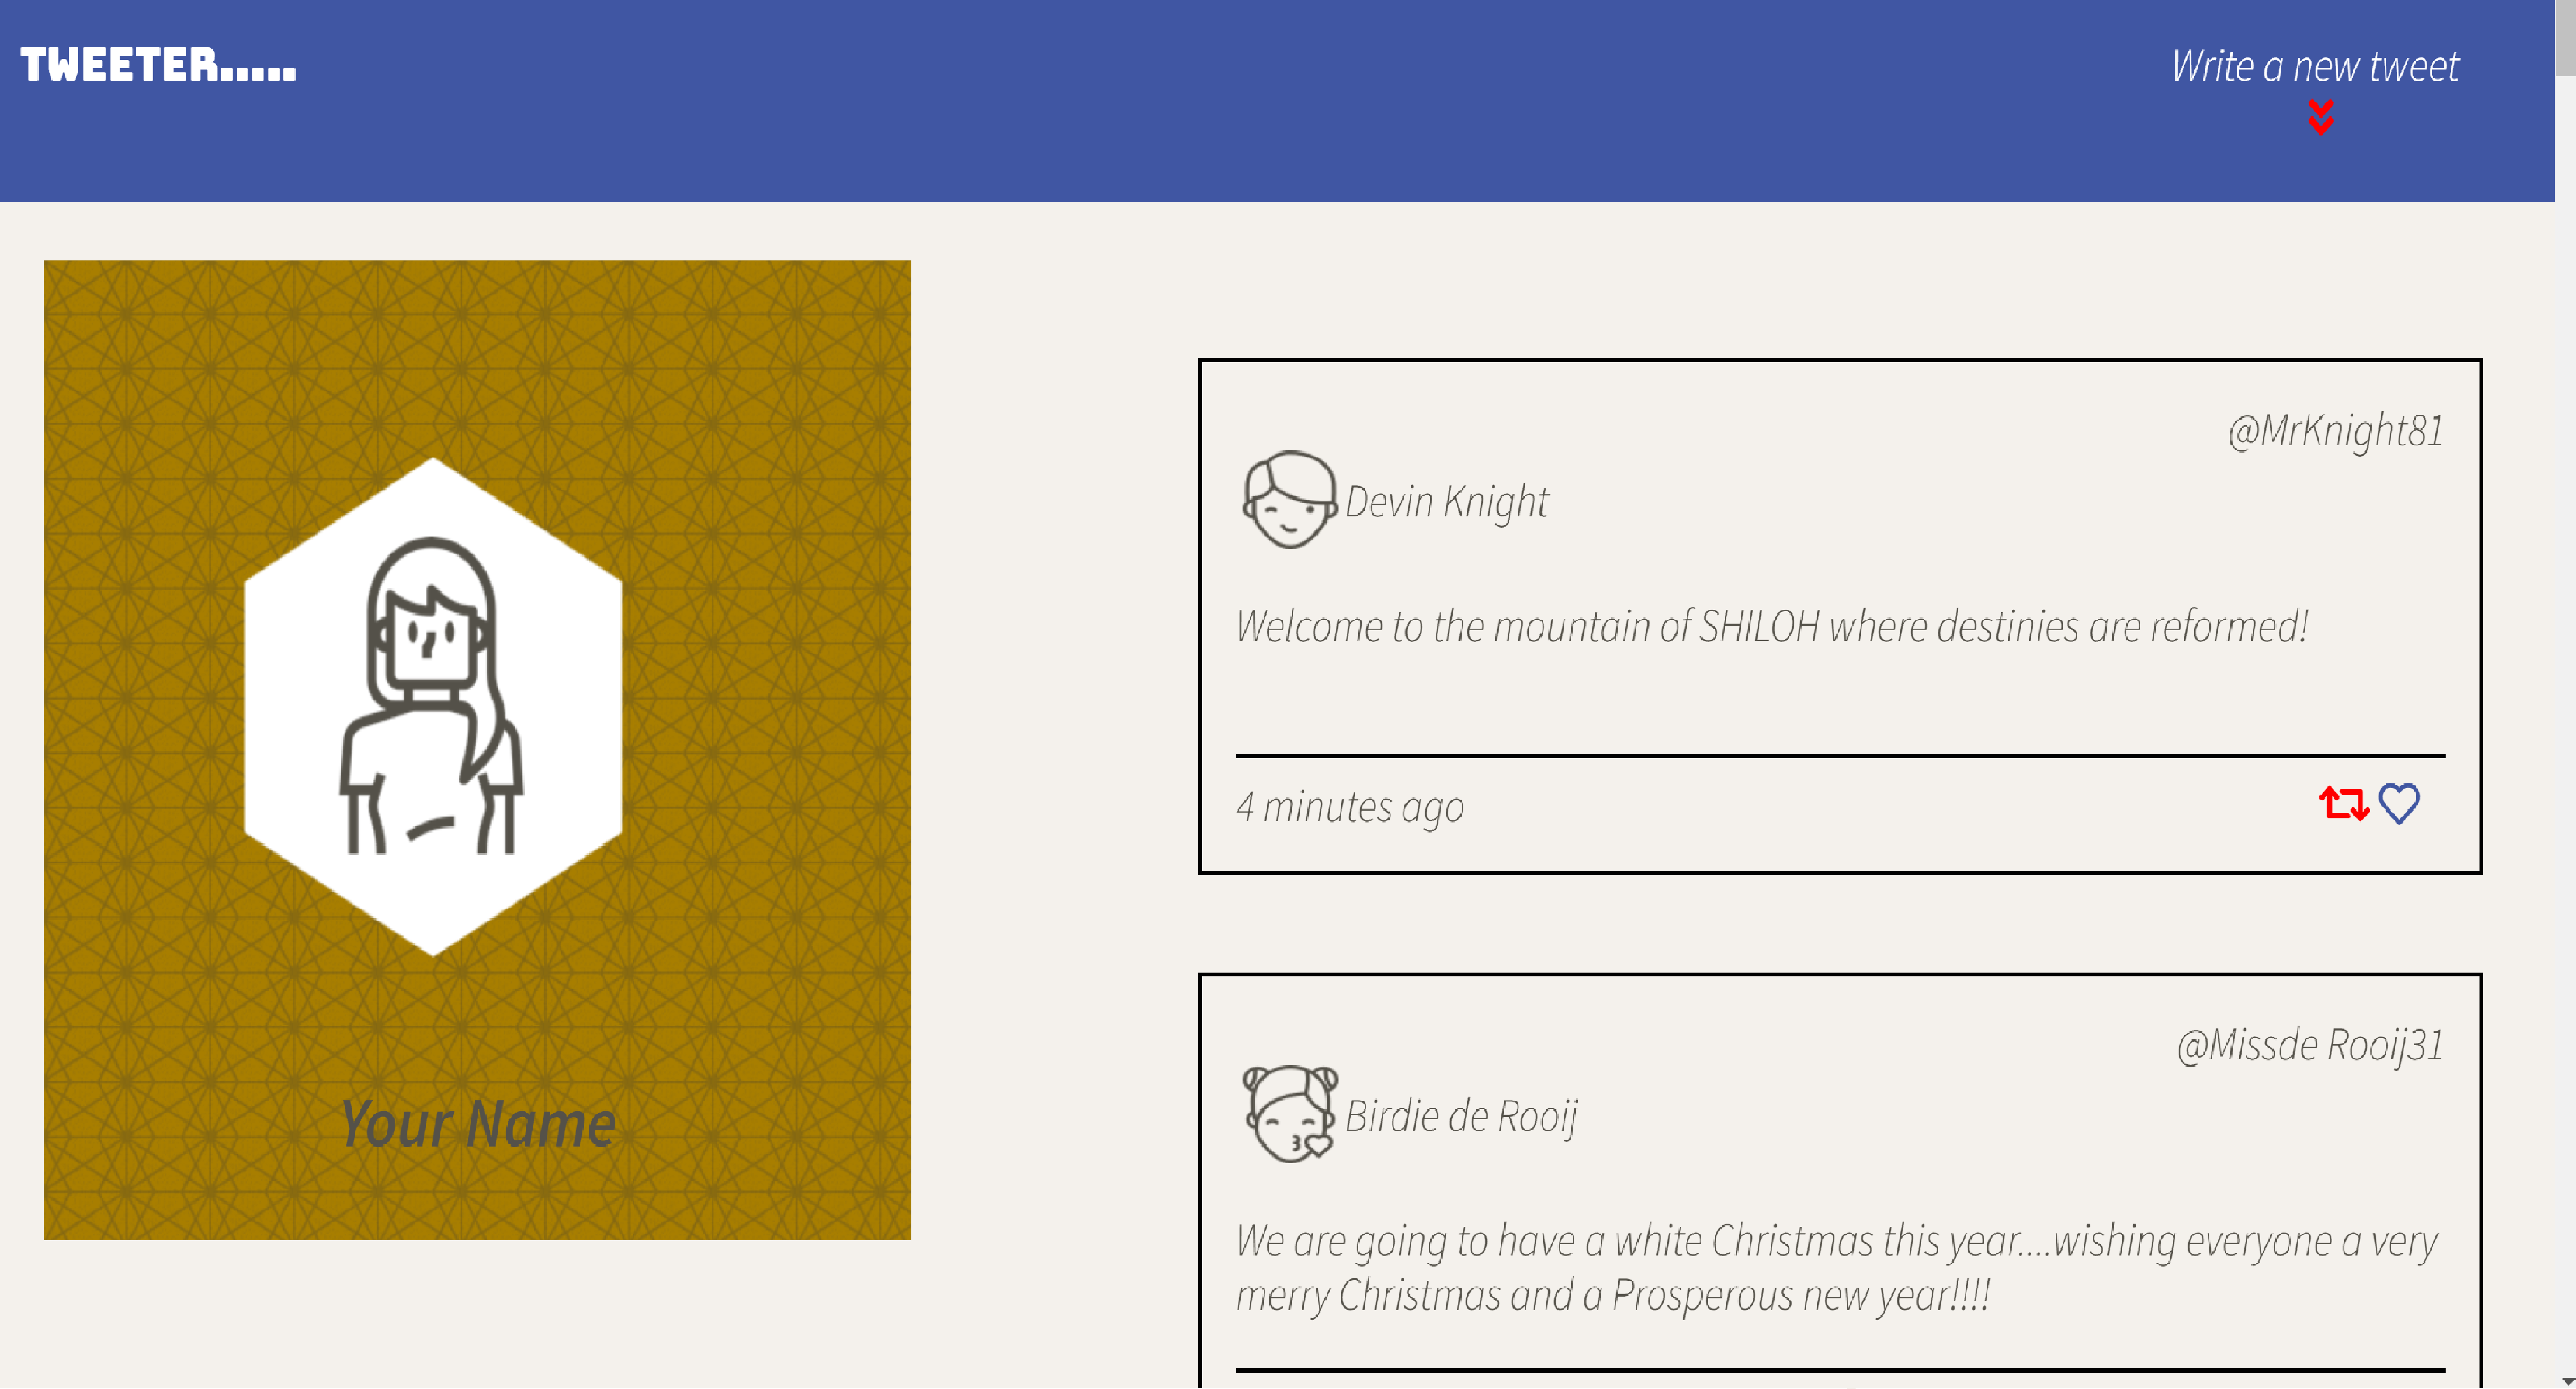 TWEETER.....
Write a new tweet
Your Name
@MrKnight81
Devin Knight
Welcome to the mountain of SHILOH where destinies are reformed!
4 minutes ago
@Missde Rooij31
Birdie de Rooij
We are going to have a white Christmas this year....wishing everyone a very
merry Christmas and a Prosperous new year!!!!